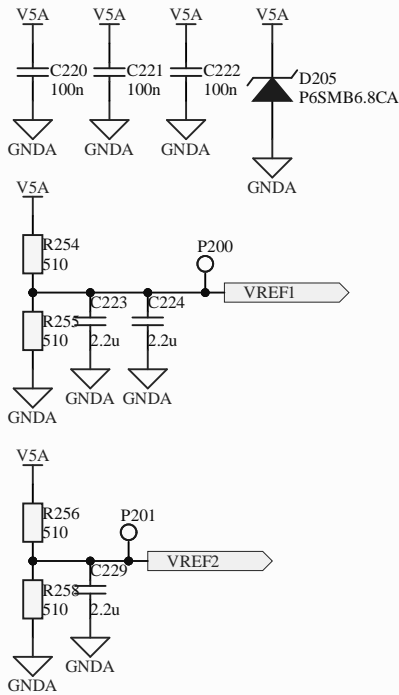 V5A V5A V5A V5A
C220 C221 C222 D205
100n 100n 100n P6SMB6.8CA
GNDA GNDA GNDA GNDA
V5A
R254 P200
510
C223 C224 VREF1
R255
510 2.2u 2.2u
GNDA GNDA GNDA
V5A
R256 P201
510
C229 VREF2
R258
510 2.2u
GNDA GNDA